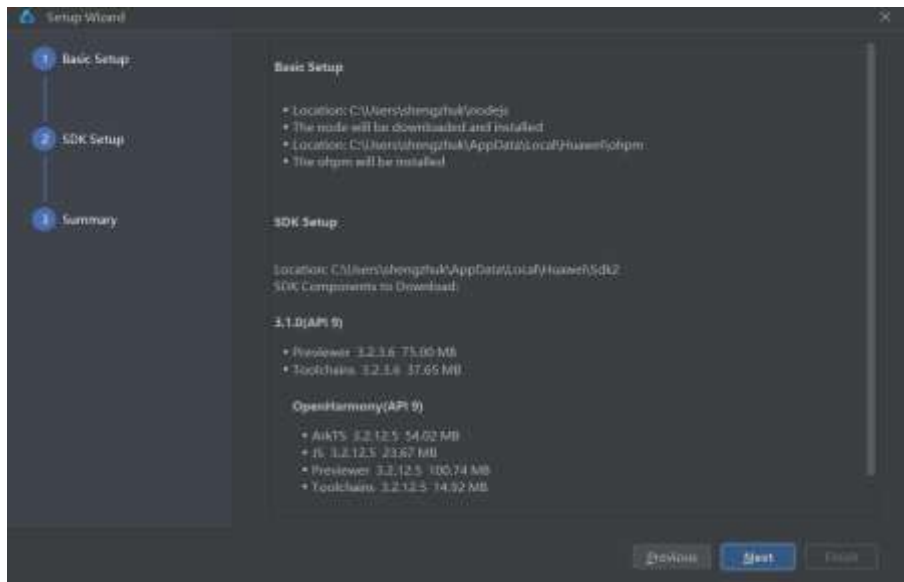 Setup Wizard
1 Basic Setup
2 SDK Setup
3 Summary
Basic Setup
• Location: C:\Users\shengzhuk\nodejs
• The node will be downloaded and installed
• Location: C:\Users\shengzhuk\AppData\Local\Huawei\ohpm
• The ohpm will be installed
SDK Setup
Location: C:\Users\shengzhuk\AppData\Local\Huawei\Sdk2
SDK Components to Download:
3.1.0(API 9)
• Previewer 3.2.3.6 75.00 MB
• Toolchains 3.2.3.6 37.65 MB
OpenHarmony(API 9)
• ArkTS 3.2.12.5 54.02 MB
• JS 3.2.12.5 23.67 MB
• Previewer 3.2.12.5 100.74 MB
• Toolchains 3.2.12.5 14.92 MB
Previous Next Finish